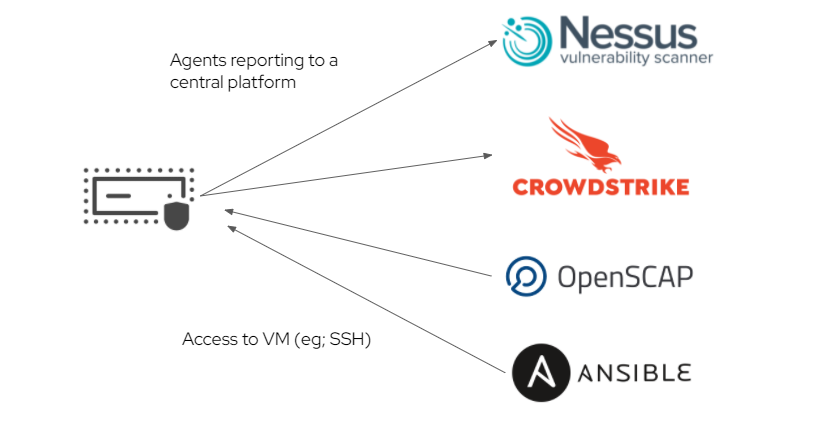 Nessus
vulnerability scanner
Agents reporting to a
central platform
CROWDSTRIKE
OpenSCAP
Access to VM (eg; SSH)
A ANSIBLE